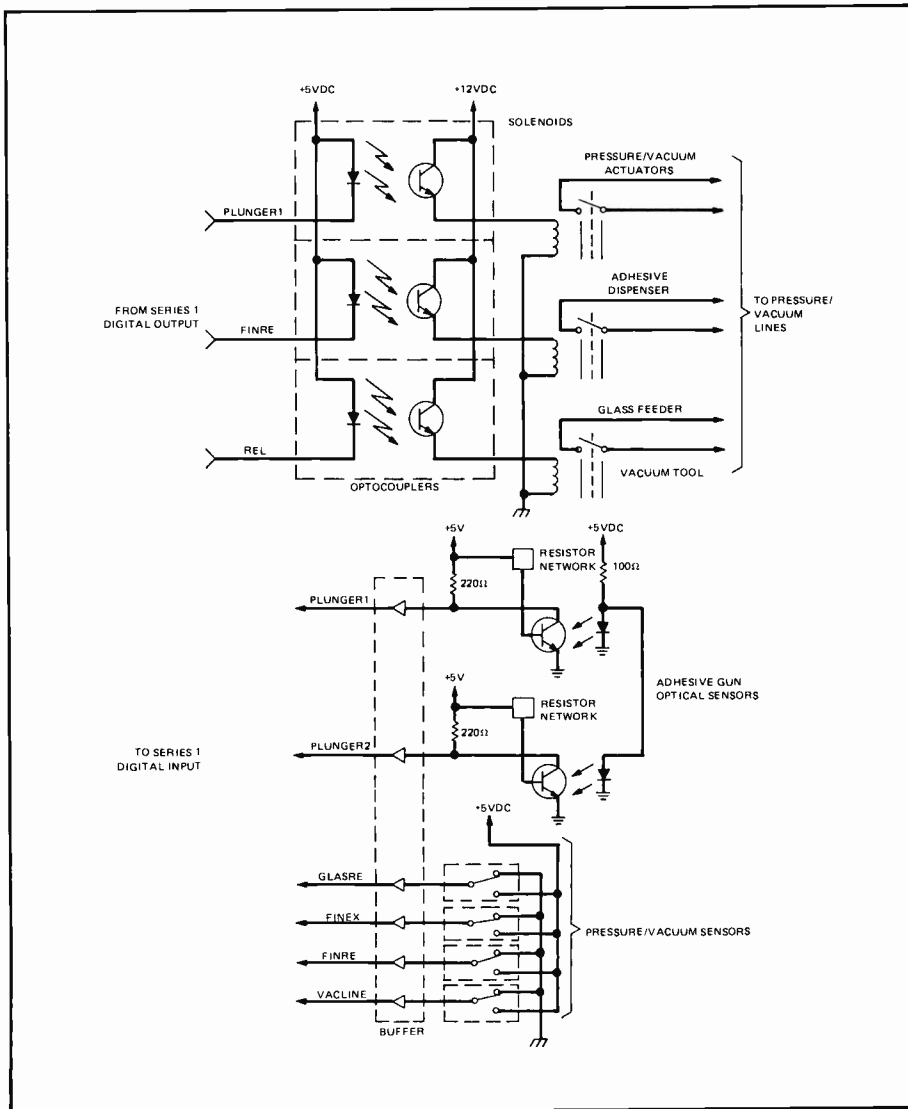 +5VDC
+12VDC
SOLENOIDS
PRESSURE/VACUUM
ACTUATORS
PLUNGER1
ADHESIVE
DISPENSER
FROM SERIES 1
DIGITAL OUTPUT
TO PRESSURE/
VACUUM
LINES
FINRE
GLASS FEEDER
REL
VACUUM TOOL
OPTOCOUPLERS
+5V
+5VDC
RESISTOR
NETWORK
100Ω
220Ω
PLUNGER1
ADHESIVE GUN
OPTICAL SENSORS
+5V
RESISTOR
NETWORK
220Ω
PLUNGER2
TO SERIES 1
DIGITAL INPUT
+5VDC
GLASRE
FINEX
PRESSURE/VACUUM SENSORS
FINRE
VACLINE
BUFFER